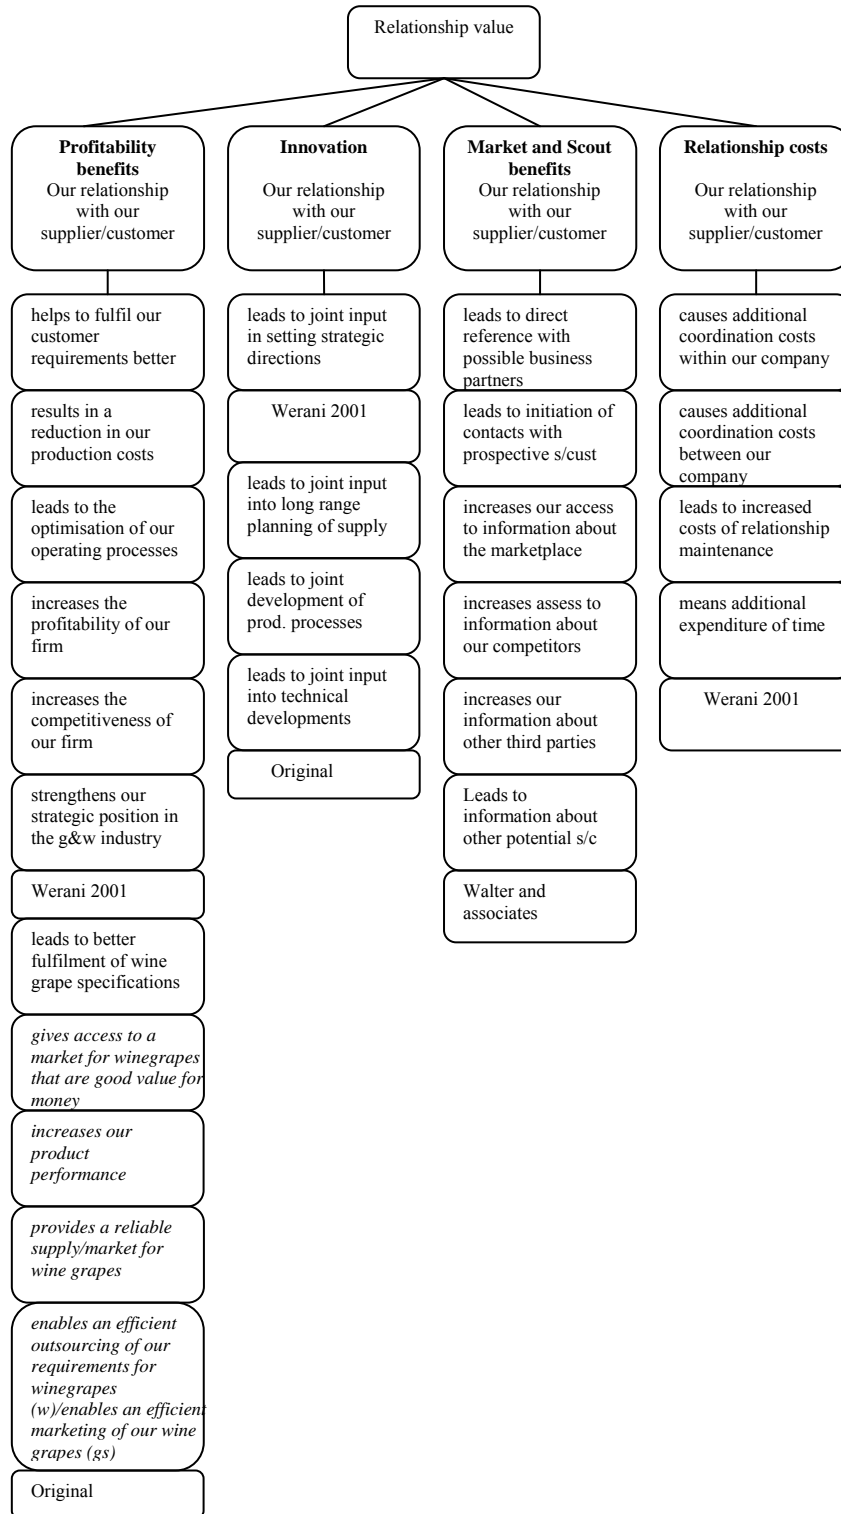 Relationship value
Profitability
benefits
Our relationship
with our
supplier/customer
helps to fulfil our
customer
requirements better
results in a
reduction in our
production costs
leads to the
optimisation of our
operating processes
increases the
profitability of our
firm
increases the
competitiveness of
our firm
strengthens our
strategic position in
the g&w industry
Werani 2001
leads to better
fulfilment of wine
grape specifications
gives access to a
market for winegrapes
that are good value for
money
increases our
product
performance
provides a reliable
supply/market for
wine grapes
enables an efficient
outsourcing of our
requirements for
winegrapes
(w)/enables an efficient
marketing of our wine
grapes (gs)
Original
Innovation
Our relationship
with our
supplier/customer
leads to joint input
in setting strategic
directions
Werani 2001
leads to joint input
into long range
planning of supply
leads to joint
development of
prod. processes
leads to joint input
into technical
developments
Original
Market and Scout
benefits
Our relationship
with our
supplier/customer
leads to direct
reference with
possible business
partners
leads to initiation of
contacts with
prospective s/cust
increases our access
to information about
the marketplace
increases assess to
information about
our competitors
increases our
information about
other third parties
Leads to
information about
other potential s/c
Walter and
associates
Relationship costs
Our relationship
with our
supplier/customer
causes additional
coordination costs
within our company
causes additional
coordination costs
between our
company
leads to increased
costs of relationship
maintenance
means additional
expenditure of time
Werani 2001